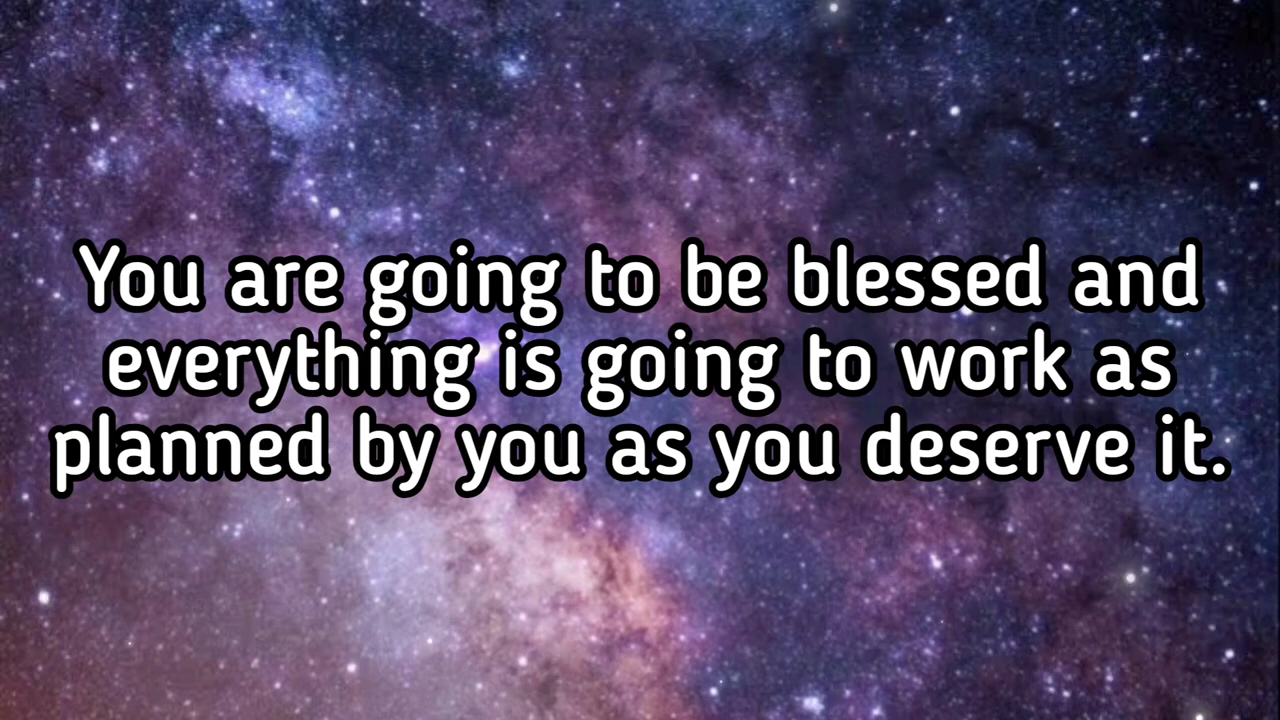 You are going to be blessed and
everything is going to work as
planned by you as you deserve it.